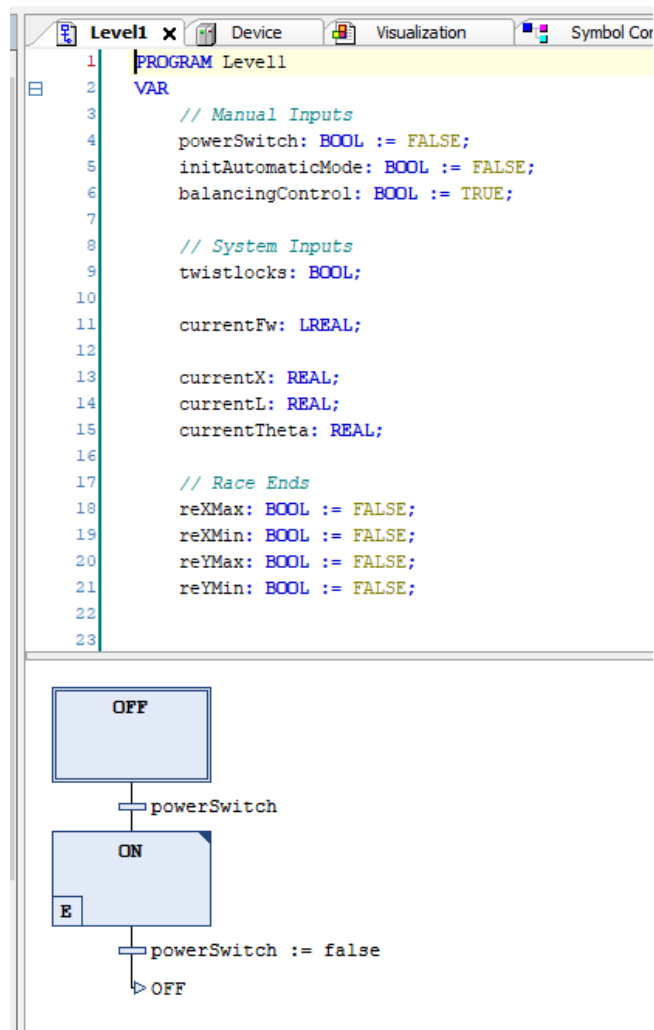 Level1 Device Visualization Symbol Cor
1 PROGRAM Level1
2 VAR
3 // Manual Inputs
4 powerSwitch: BOOL := FALSE;
5 initAutomaticMode: BOOL := FALSE;
6 balancingControl: BOOL := TRUE;
7
8 // System Inputs
9 twistlocks: BOOL;
10
11 currentFw: LREAL;
12
13 currentX: REAL;
14 currentL: REAL;
15 currentTheta: REAL;
16
17 // Race Ends
18 reXMax: BOOL := FALSE;
19 reXMin: BOOL := FALSE;
20 reYMax: BOOL := FALSE;
21 reYMin: BOOL := FALSE;
22
23
OFF
powerSwitch
ON
E
powerSwitch := false
OFF